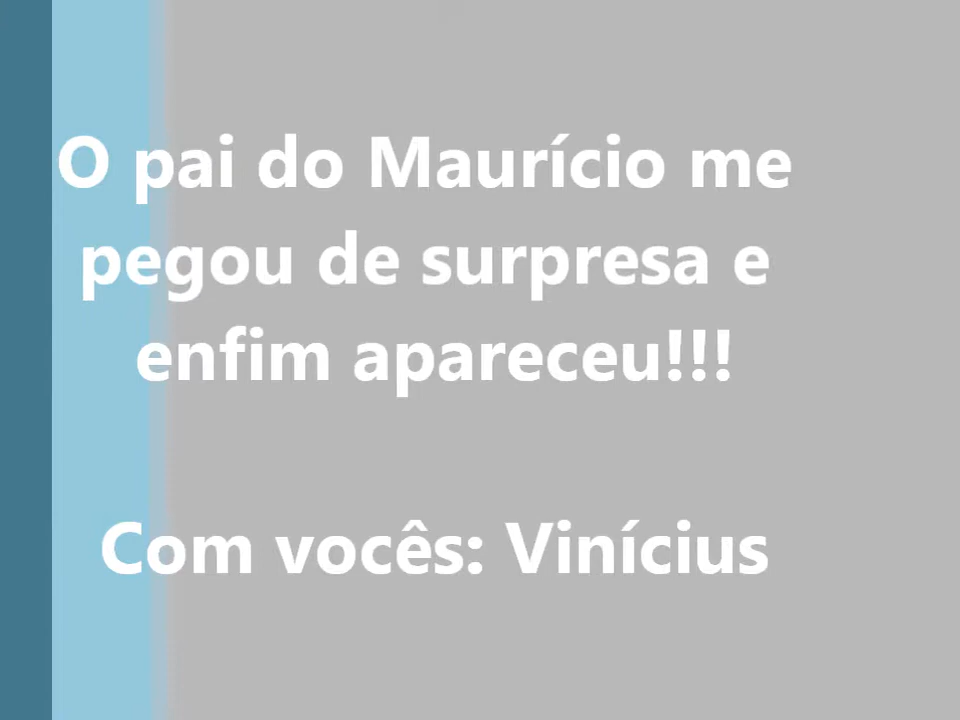 O pai do Maurício me
pegou de surpresa e
enfim apareceu!!!
Com vocês: Vinícius